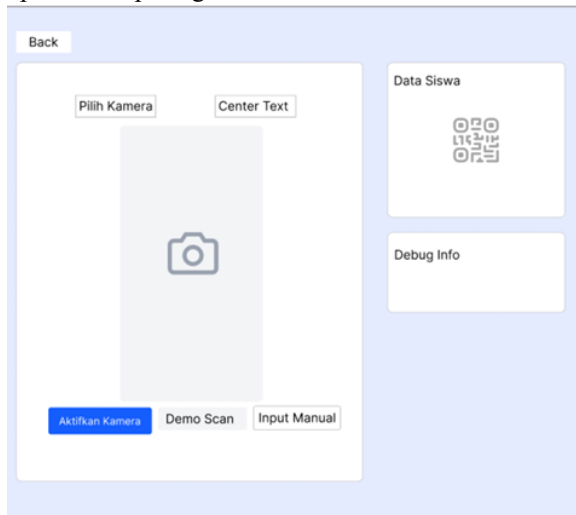 Back
Pilih Kamera
Center Text
Aktifkan Kamera
Demo Scan
Input Manual
Data Siswa
Debug Info